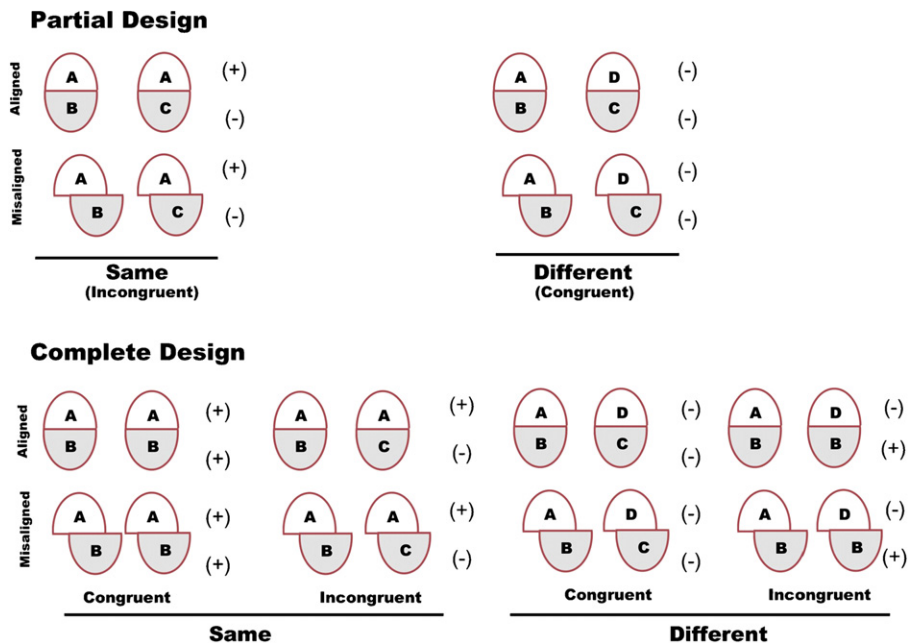 Partial Design
Aligned
A A (+) A D (-)
B C (-) B C (-)
Misaligned
A A (+) A D (-)
B C (-) B C (-)
Same Different
(Incongruent) (Congruent)
Complete Design
Aligned
A A (+) A A (+) A D (-) A D (-)
B B (+) B C (-) B C (-) B B (+)
Misaligned
A A (+) A A (+) A D (-) A D (-)
B B (+) B C (-) B C (-) B B (+)
Congruent Incongruent Congruent Incongruent
Same Different